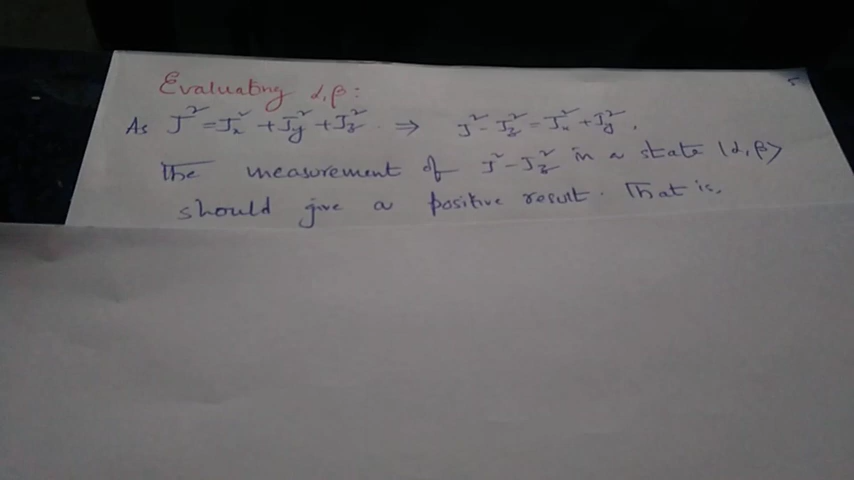 Evaluating α,β:
As J² = Jx² + Jy² + Jz². ⇒ J² - Jz² = Jx² + Jy².
The measurement of J² - Jz² in a state |α,β>
should give a positive result. That is,